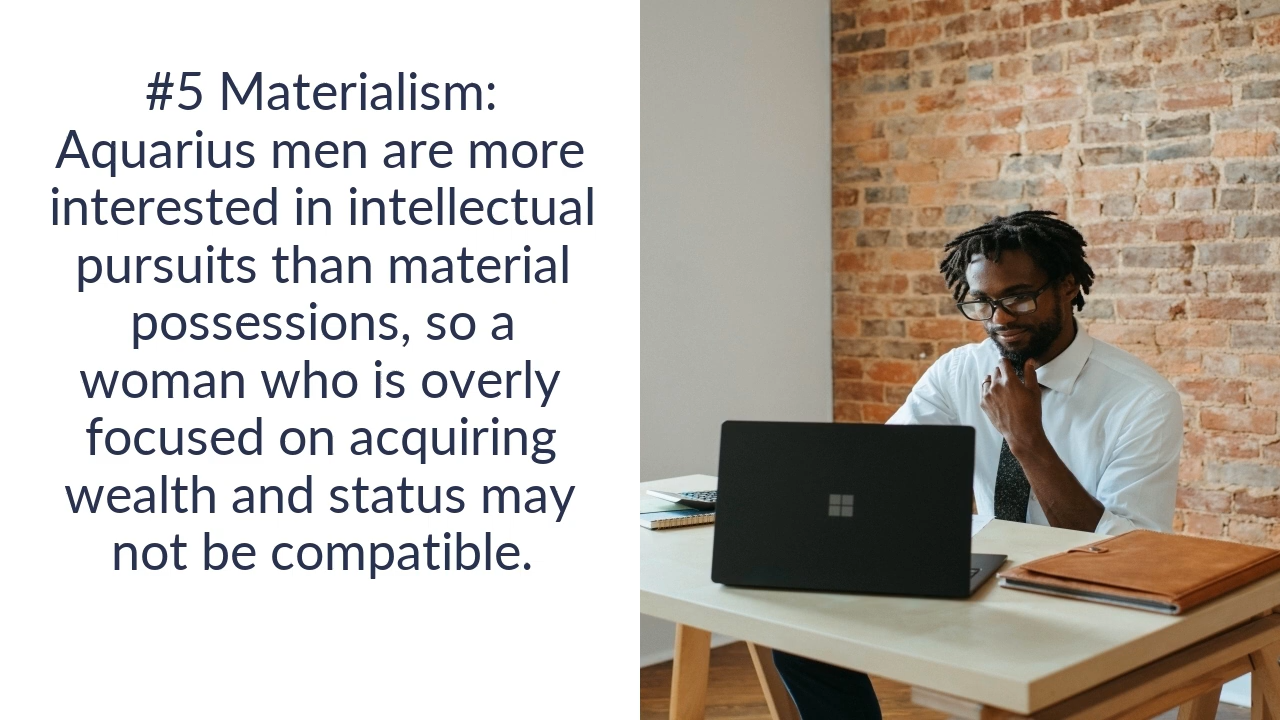 #5 Materialism:
Aquarius men are more
interested in intellectual
pursuits than material
possessions, so a
woman who is overly
focused on acquiring
wealth and status may
not be compatible.